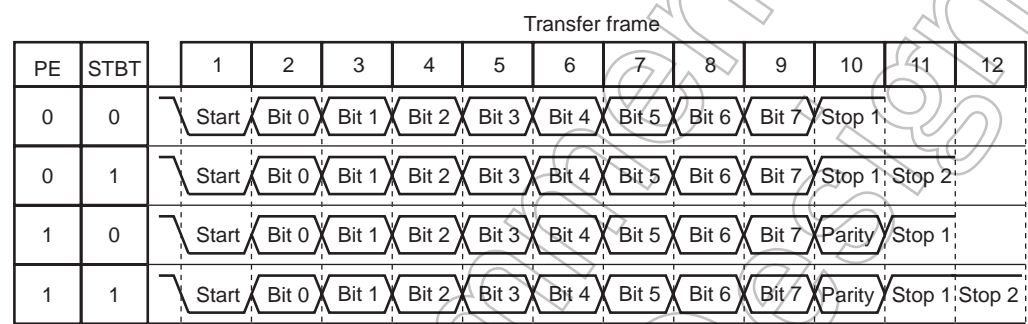 Transfer frame
PE STBT 1 2 3 4 5 6 7 8 9 10 11 12
0 0 Start Bit 0 Bit 1 Bit 2 Bit 3 Bit 4 Bit 5 Bit 6 Bit 7 Stop 1
0 1 Start Bit 0 Bit 1 Bit 2 Bit 3 Bit 4 Bit 5 Bit 6 Bit 7 Stop 1 Stop 2
1 0 Start Bit 0 Bit 1 Bit 2 Bit 3 Bit 4 Bit 5 Bit 6 Bit 7 Parity Stop 1
1 1 Start Bit 0 Bit 1 Bit 2 Bit 3 Bit 4 Bit 5 Bit 6 Bit 7 Parity Stop 1 Stop 2